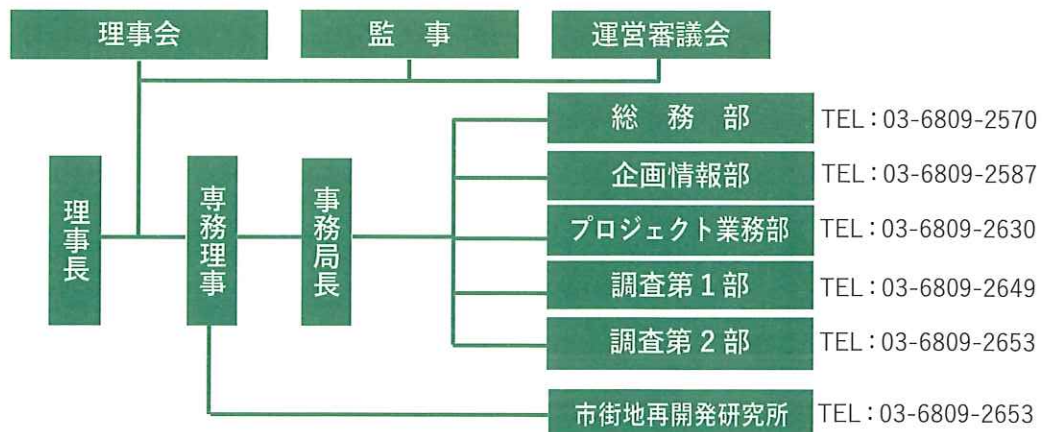 理事会
監　事
運営審議会
総　務　部 TEL：03-6809-2570
企画情報部 TEL：03-6809-2587
理事長
専務理事
事務局長
プロジェクト業務部 TEL：03-6809-2630
調査第１部 TEL：03-6809-2649
調査第２部 TEL：03-6809-2653
市街地再開発研究所 TEL：03-6809-2653